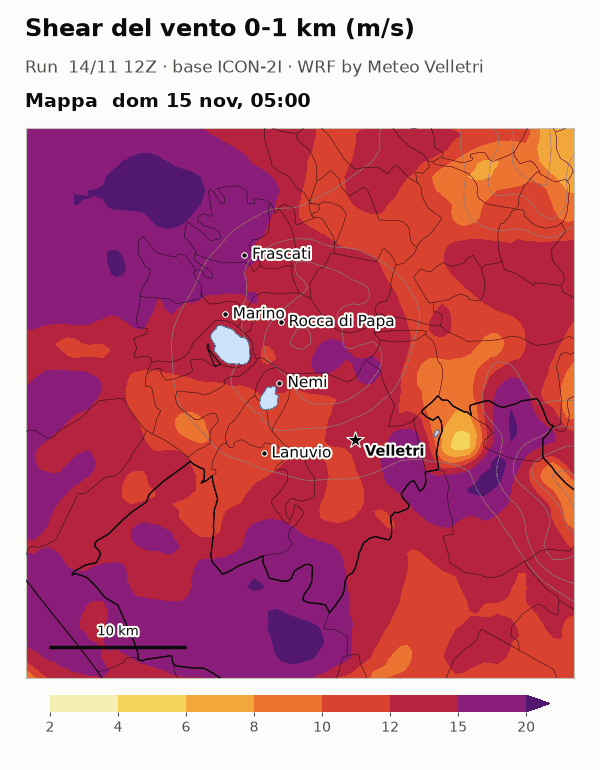 Shear del vento 0-1 km (m/s)
Run  14/11 12Z · base ICON-2I · WRF by Meteo Velletri
Mappa  dom 15 nov, 05:00
Frascati
Marino
Rocca di Papa
Nemi
Velletri
Lanuvio
10 km
2 4 6 8 10 12 15 20